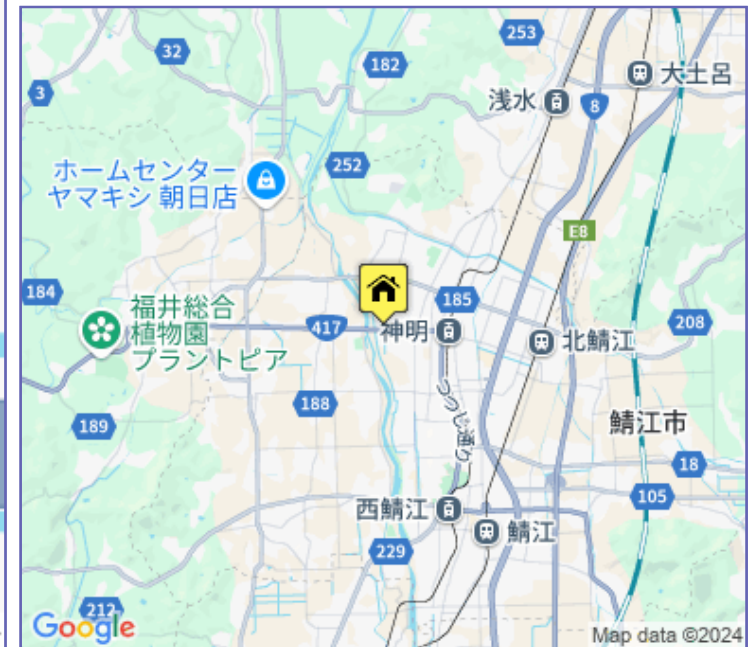 253
32
182
大土呂
3
浅水
8
ホームセンター
ヤマキシ 朝日店
252
E8
184
185
福井総合
植物園
プラントピア
417
神明
北鯖江
208
188
つつじ通り
189
鯖江市
18
105
西鯖江
鯖江
229
212
Google
Map data ©2024